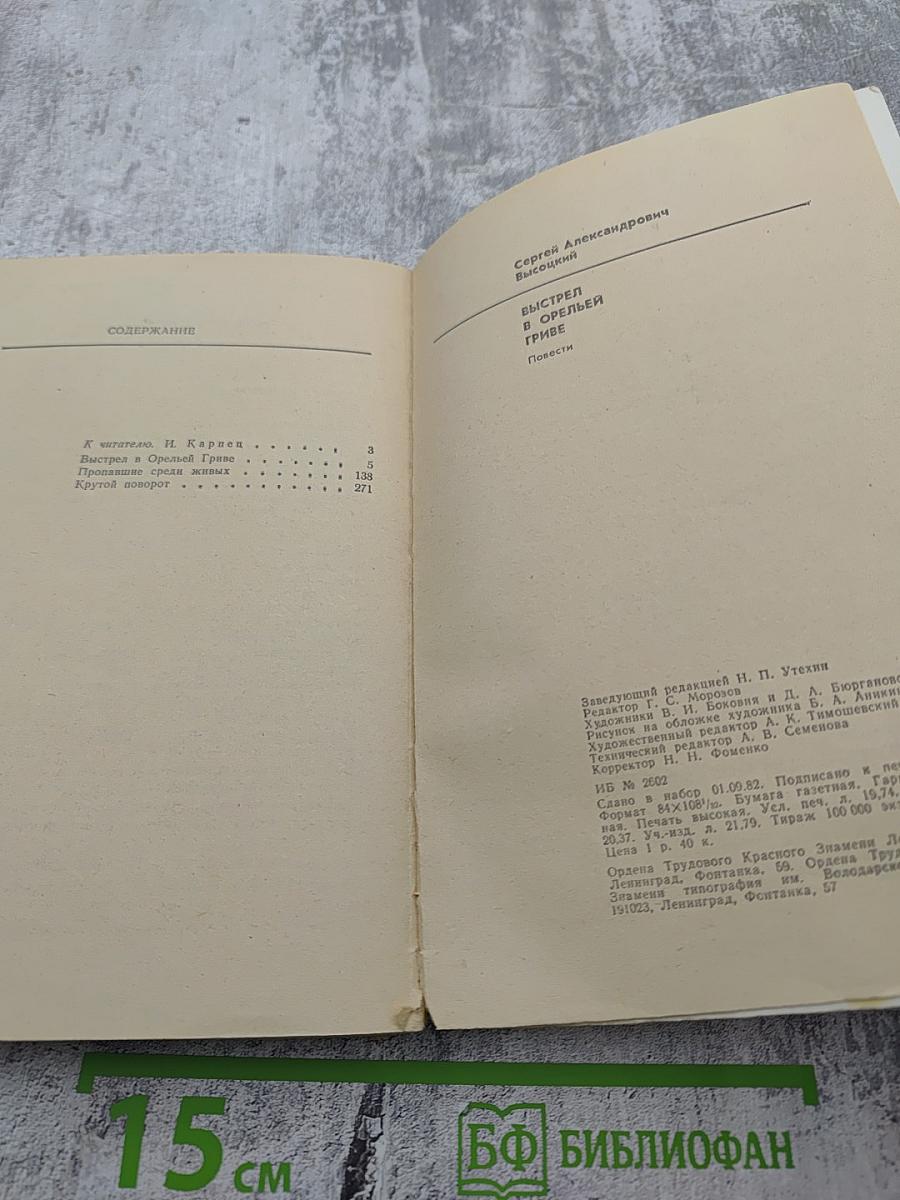 СОДЕРЖАНИЕ
К читателю. И. Карпец . . . . . . 3
Выстрел в Орельей Гриве . . . . . . . 5
Пропавшие среди живых . . . . . . . 138
Крутой поворот . . . . . . . . . . . 271
Сергей Александрович
Высоцкий
ВЫСТРЕЛ
В ОРЕЛЬЕЙ
ГРИВЕ
Повести
Заведующий редакцией Н. П. Утехин
Редактор Г. С. Морозов
Художники В. И. Боковня и Д. А. Бюргановс
Рисунок на обложке художника Б. А. Аникин
Художественный редактор А. К. Тимошевский
Технический редактор А. В. Семенова
Корректор Н. Н. Фоменко
ИБ № 2602
Сдано в набор 01.09.82. Подписано к печ
Формат 84×108¹/₃₂. Бумага газетная. Гарн
ная. Печать высокая. Усл. печ. л. 19,74.
20,37. Уч.-изд. л. 21,79. Тираж 100 000 экз
Цена 1 р. 40 к.
Ордена Трудового Красного Знамени Ле
Ленинград, Фонтанка, 59. Ордена Труд
Знамени типография им. Володарско
191023, Ленинград, Фонтанка, 57
15 см
БФ БИБЛИОФАН